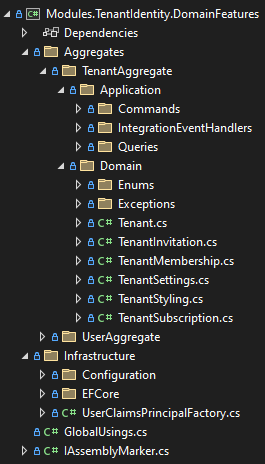 Modules.TenantIdentity.DomainFeatures
Dependencies
Aggregates
TenantAggregate
Application
Commands
IntegrationEventHandlers
Queries
Domain
Enums
Exceptions
C# Tenant.cs
C# TenantInvitation.cs
C# TenantMembership.cs
C# TenantSettings.cs
C# TenantStyling.cs
C# TenantSubscription.cs
UserAggregate
Infrastructure
Configuration
EFCore
C# UserClaimsPrincipalFactory.cs
C# GlobalUsings.cs
C# IAssemblyMarker.cs